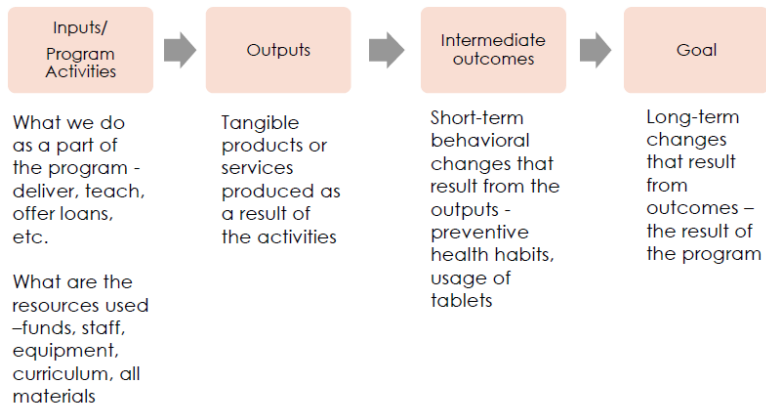 Inputs/
Program
Activities
Outputs
Intermediate
outcomes
Goal
What we do
as a part of
the program -
deliver, teach,
offer loans,
etc.
What are the
resources used
–funds, staff,
equipment,
curriculum, all
materials
Tangible
products or
services
produced as
a result of
the activities
Short-term
behavioral
changes that
result from the
outputs -
preventive
health habits,
usage of
tablets
Long-term
changes
that result
from
outcomes –
the result of
the program